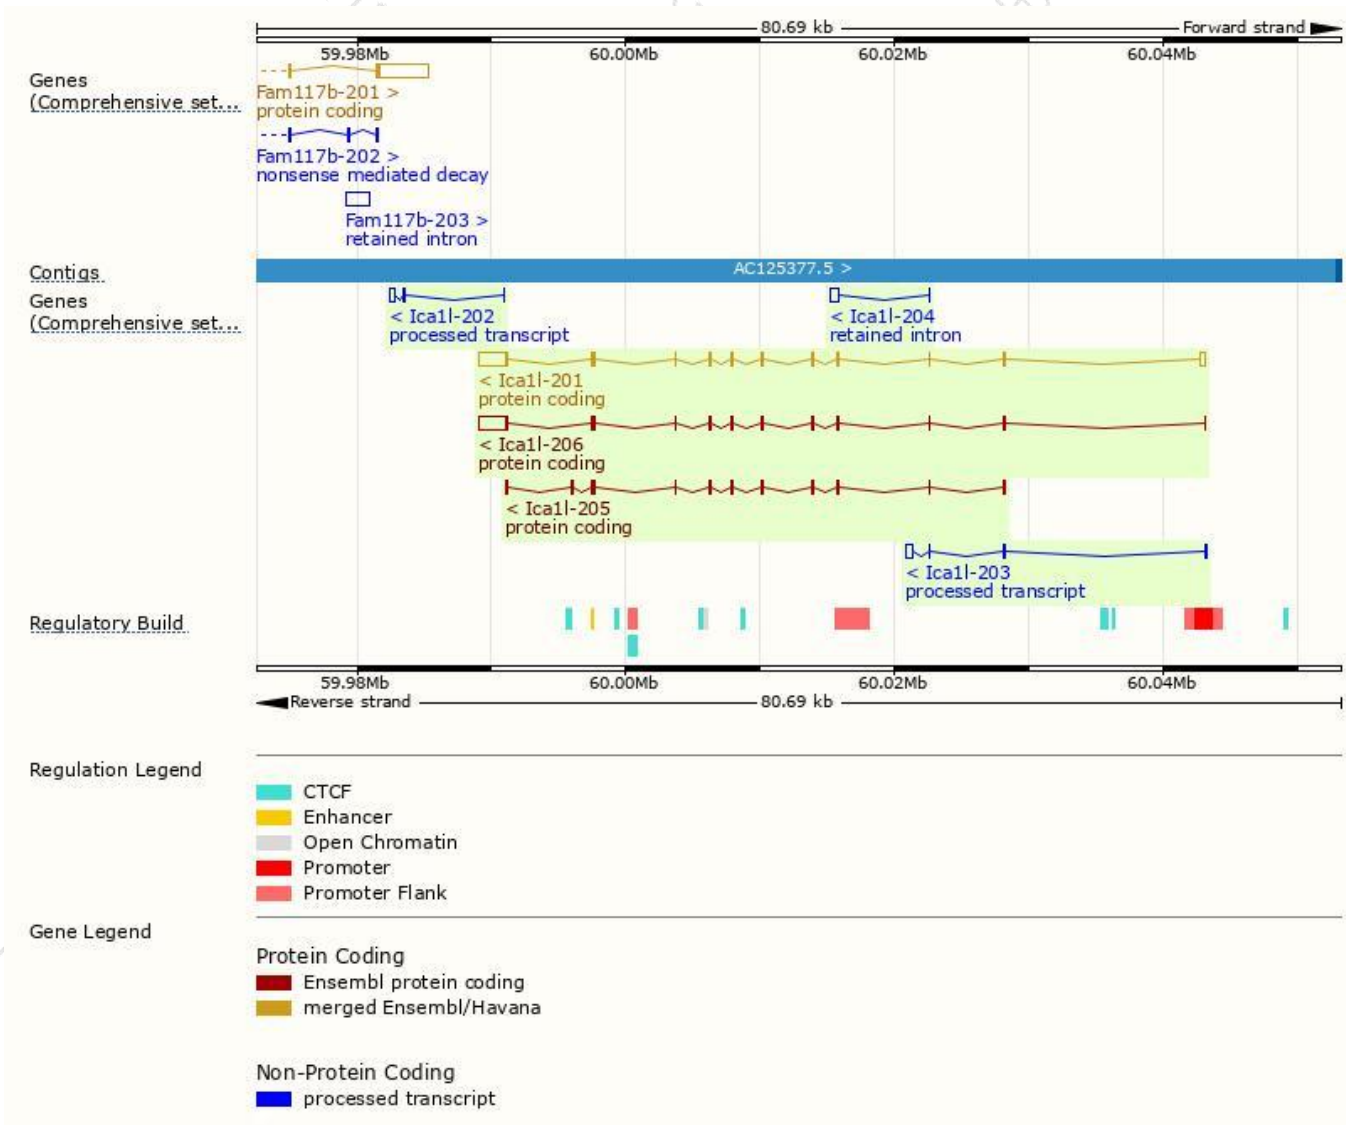 80.69 kb
Forward strand
59.98Mb 60.00Mb 60.02Mb 60.04Mb
Genes
(Comprehensive set...
Fam117b-201 >
protein coding
Fam117b-202 >
nonsense mediated decay
Fam117b-203 >
retained intron
Contigs
AC125377.5 >
Genes
(Comprehensive set...
< Ica1l-202
processed transcript
< Ica1l-204
retained intron
< Ica1l-201
protein coding
< Ica1l-206
protein coding
< Ica1l-205
protein coding
< Ica1l-203
processed transcript
Regulatory Build
59.98Mb 60.00Mb 60.02Mb 60.04Mb
Reverse strand
80.69 kb
Regulation Legend
CTCF
Enhancer
Open Chromatin
Promoter
Promoter Flank
Gene Legend
Protein Coding
Ensembl protein coding
merged Ensembl/Havana
Non-Protein Coding
processed transcript